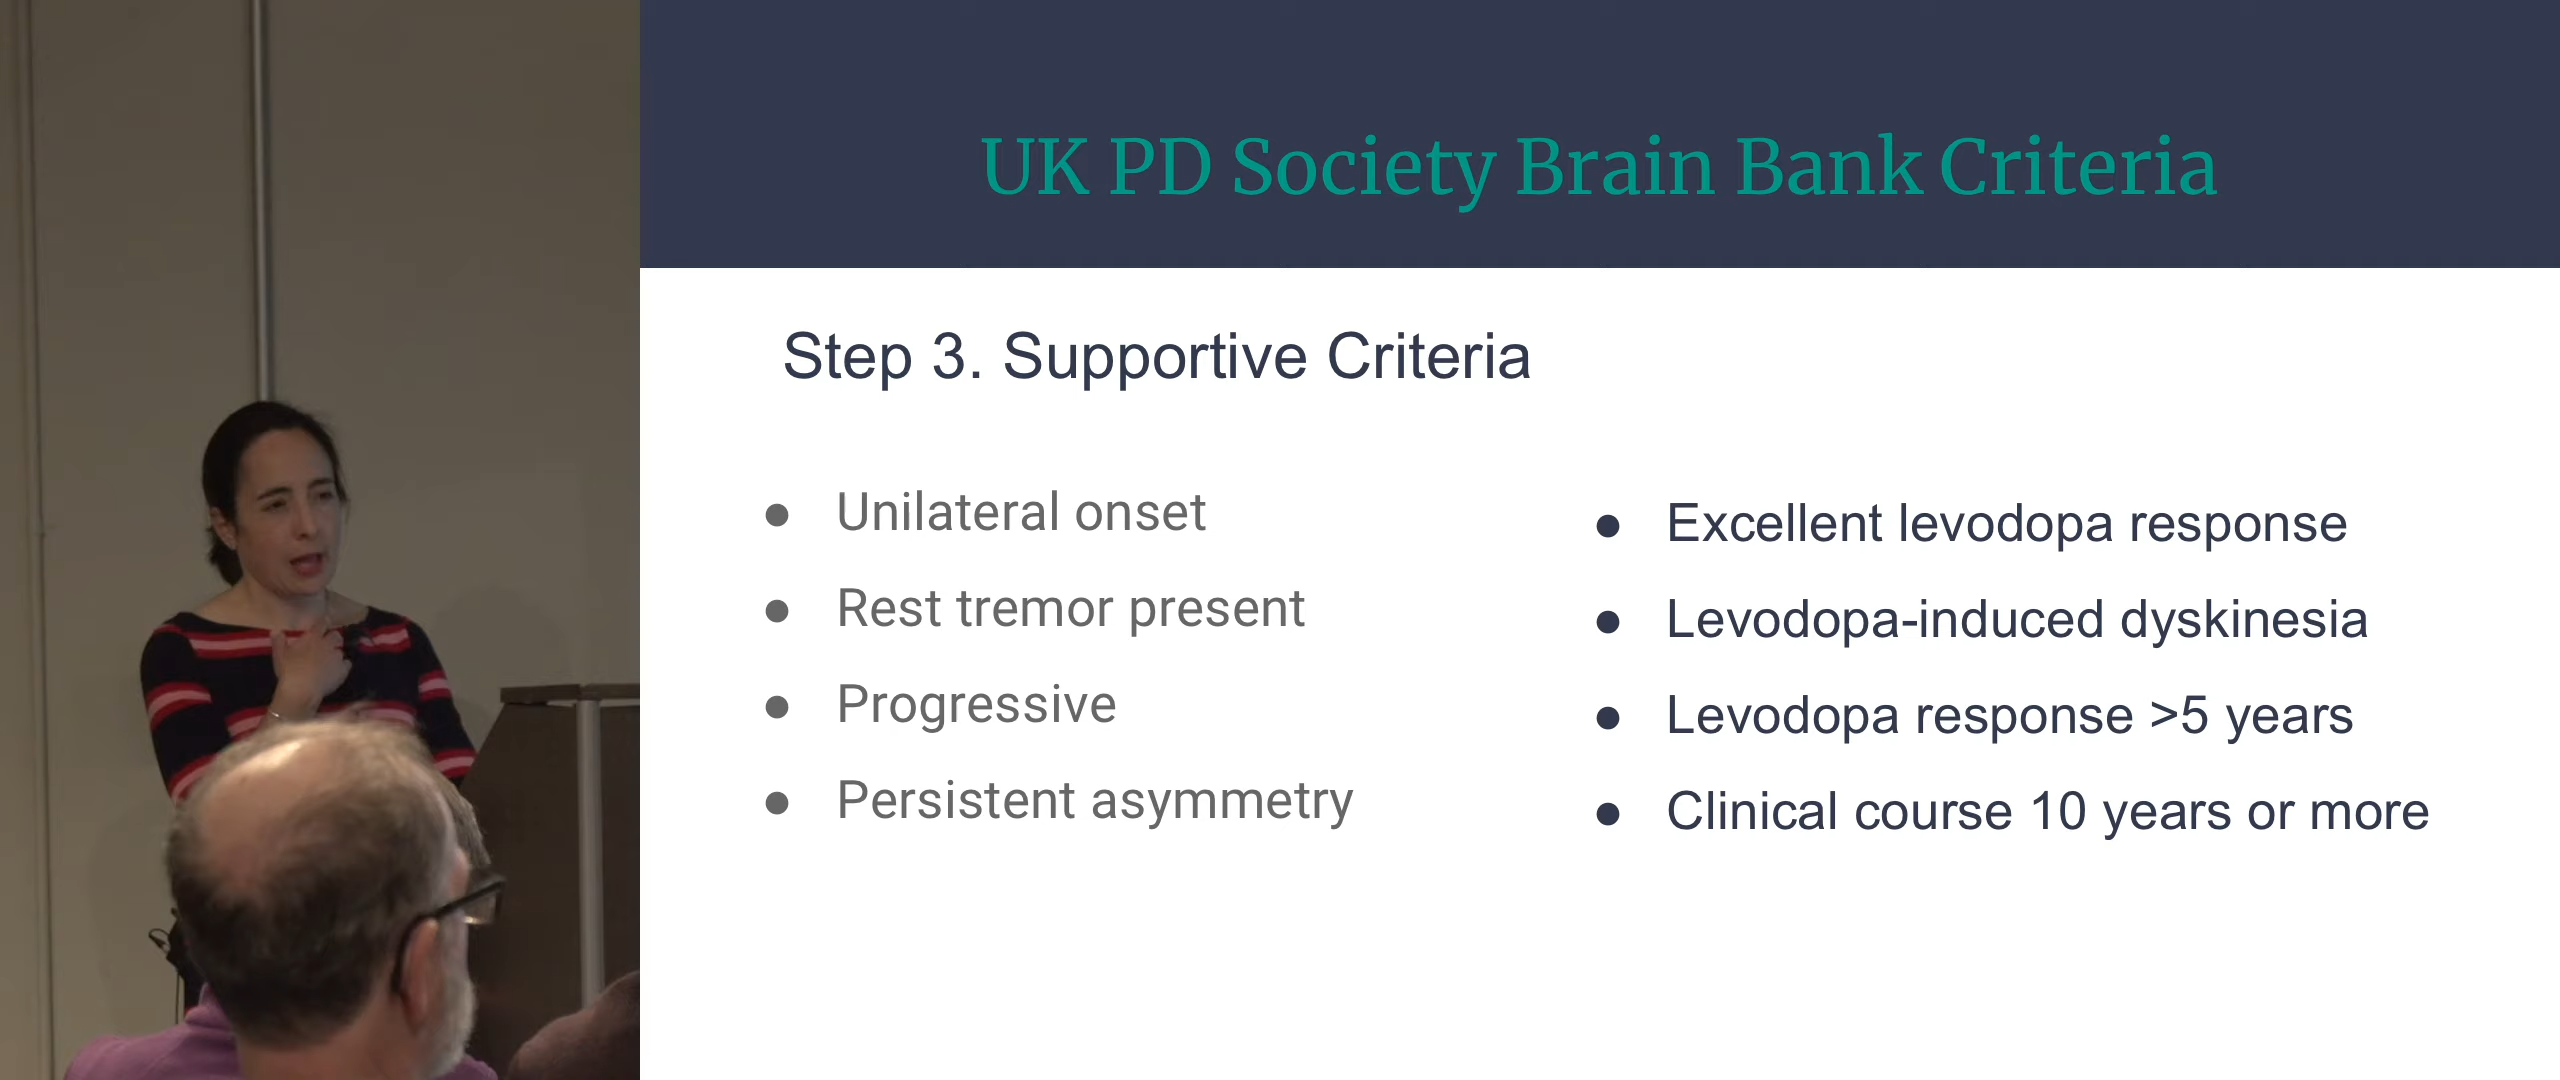 UK PD Society Brain Bank Criteria
Step 3. Supportive Criteria
● Unilateral onset
● Rest tremor present
● Progressive
● Persistent asymmetry
● Excellent levodopa response
● Levodopa-induced dyskinesia
● Levodopa response >5 years
● Clinical course 10 years or more